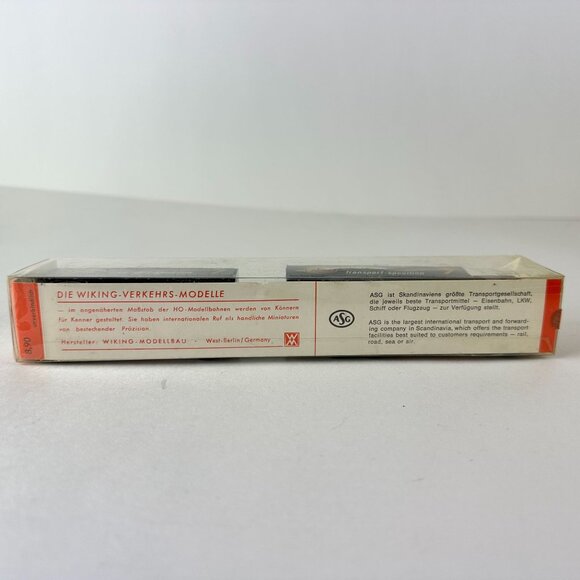 transport spedition
DIE WIKING-VERKEHRS-MODELLE
— im angenäherten Maßstab der HO-Modellbahnen werden von Könnern
für Kenner gestaltet. Sie haben internationalen Ruf als handliche Miniaturen
von bestechender Präzision.
Hersteller: WIKING-MODELLBAU · West-Berlin/Germany
8,90
unverbindlich
ASG
ASG ist Skandinaviens größte Transportgesellschaft,
die jeweils beste Transportmittel — Eisenbahn, LKW,
Schiff oder Flugzeug — zur Verfügung stellt.
ASG is the largest international transport and forward-
ing company in Scandinavia, which offers the transport
facilities best suited to customers requirements — rail,
road, sea or air.